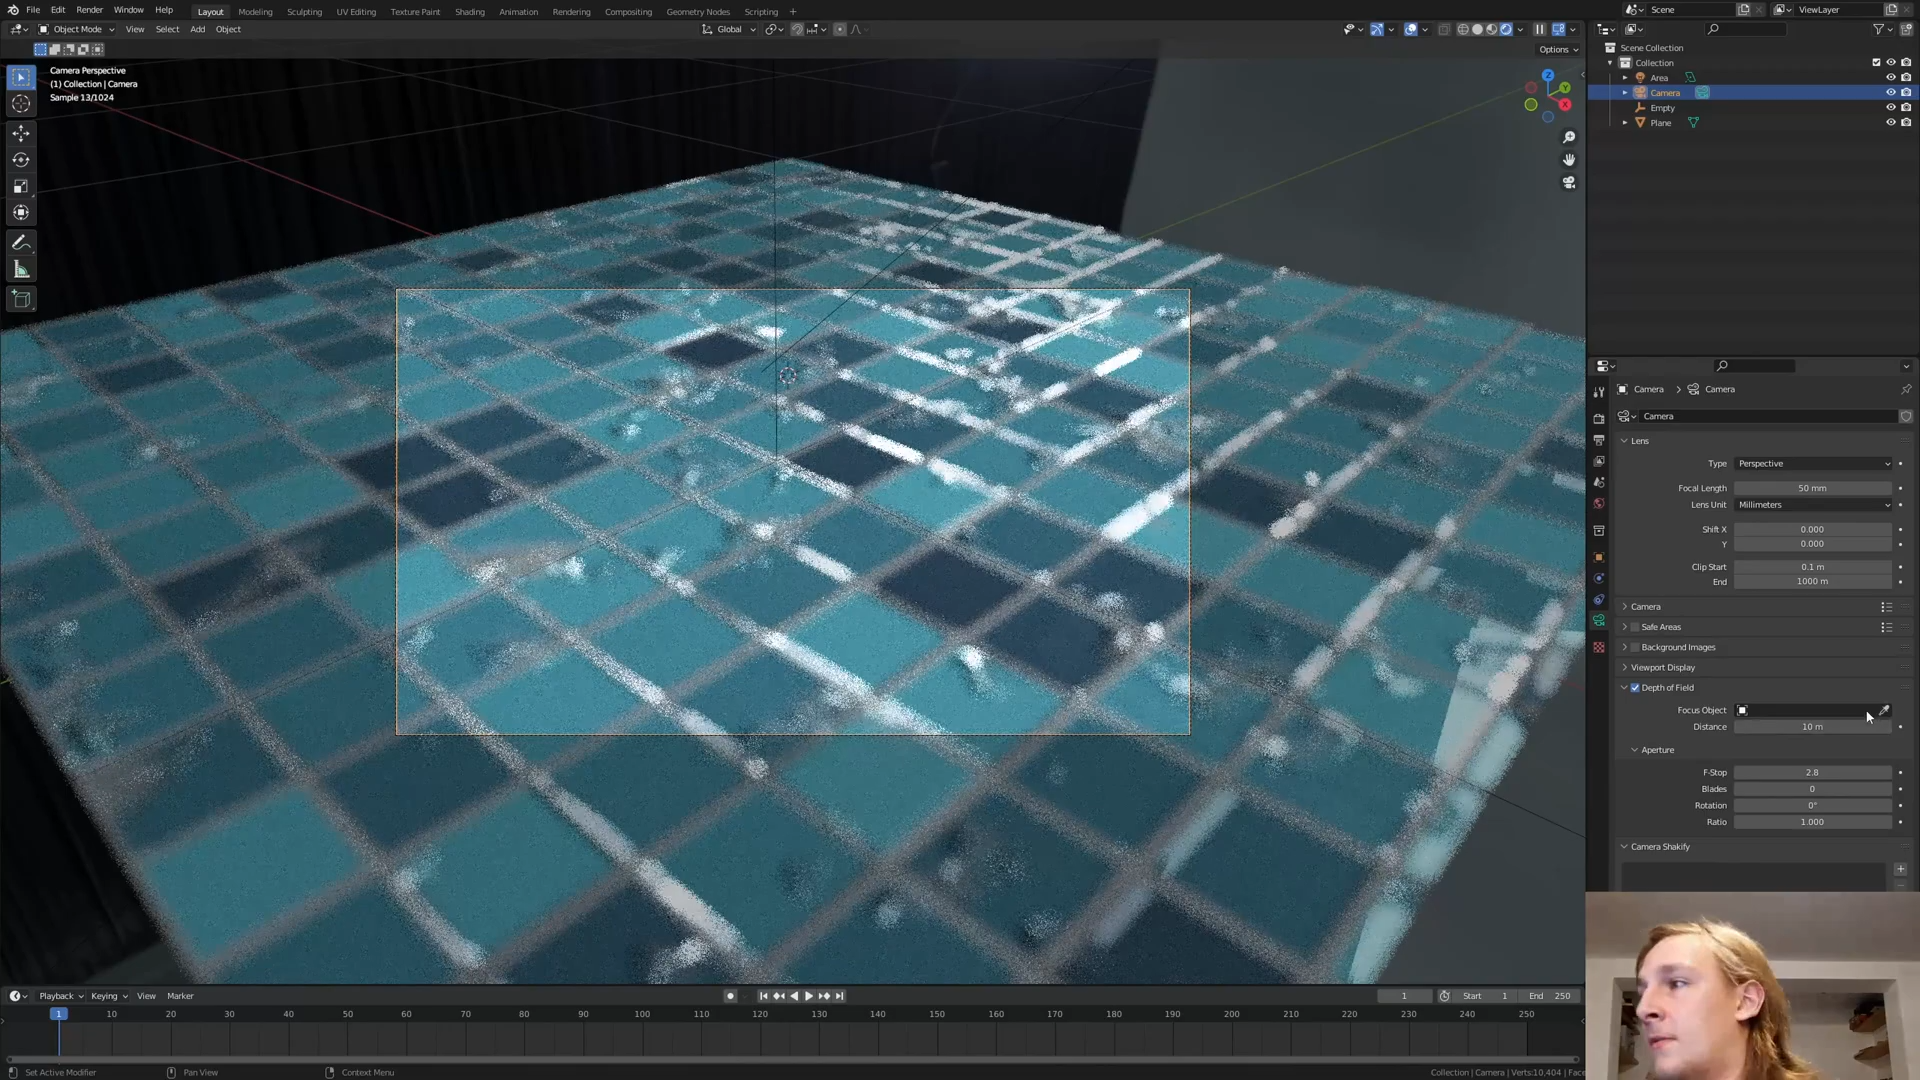 File Edit Render Window Help
Layout Modeling Sculpting UV Editing Texture Paint Shading Animation Rendering Compositing Geometry Nodes Scripting +
Scene
ViewLayer
Object Mode View Select Add Object
Global
Options
Camera Perspective
(1) Collection | Camera
Sample 13/1024
Z
Y
X
Scene Collection
Collection
Area
Camera
Empty
Plane
Camera > Camera
Camera
Lens
Type Perspective
Focal Length 50 mm
Lens Unit Millimeters
Shift X 0.000
Y 0.000
Clip Start 0.1 m
End 1000 m
Camera
Safe Areas
Background Images
Viewport Display
Depth of Field
Focus Object
Distance 10 m
Aperture
F-Stop 2.8
Blades 0
Rotation 0°
Ratio 1.000
Camera Shakify
Playback Keying View Marker
1 Start 1 End 250
1 10 20 30 40 50 60 70 80 90 100 110 120 130 140 150 160 170 180 190 200 210 220 230 240 250
Set Active Modifier Pan View Context Menu
Collection | Camera | Verts:10,404 | Face